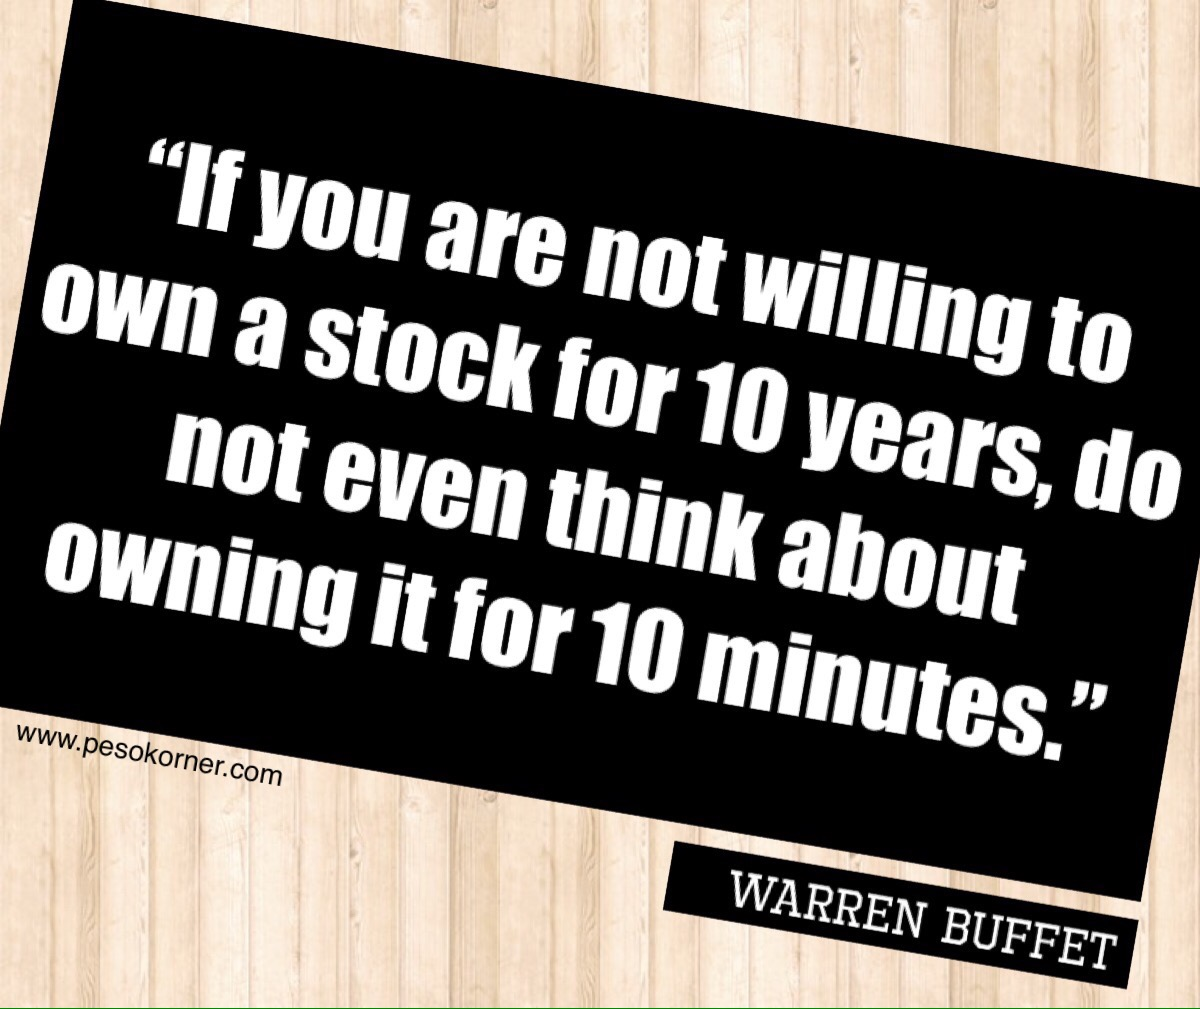 “If you are not willing to
own a stock for 10 years, do
not even think about
owning it for 10 minutes.”
www.pesokorner.com
WARREN BUFFET